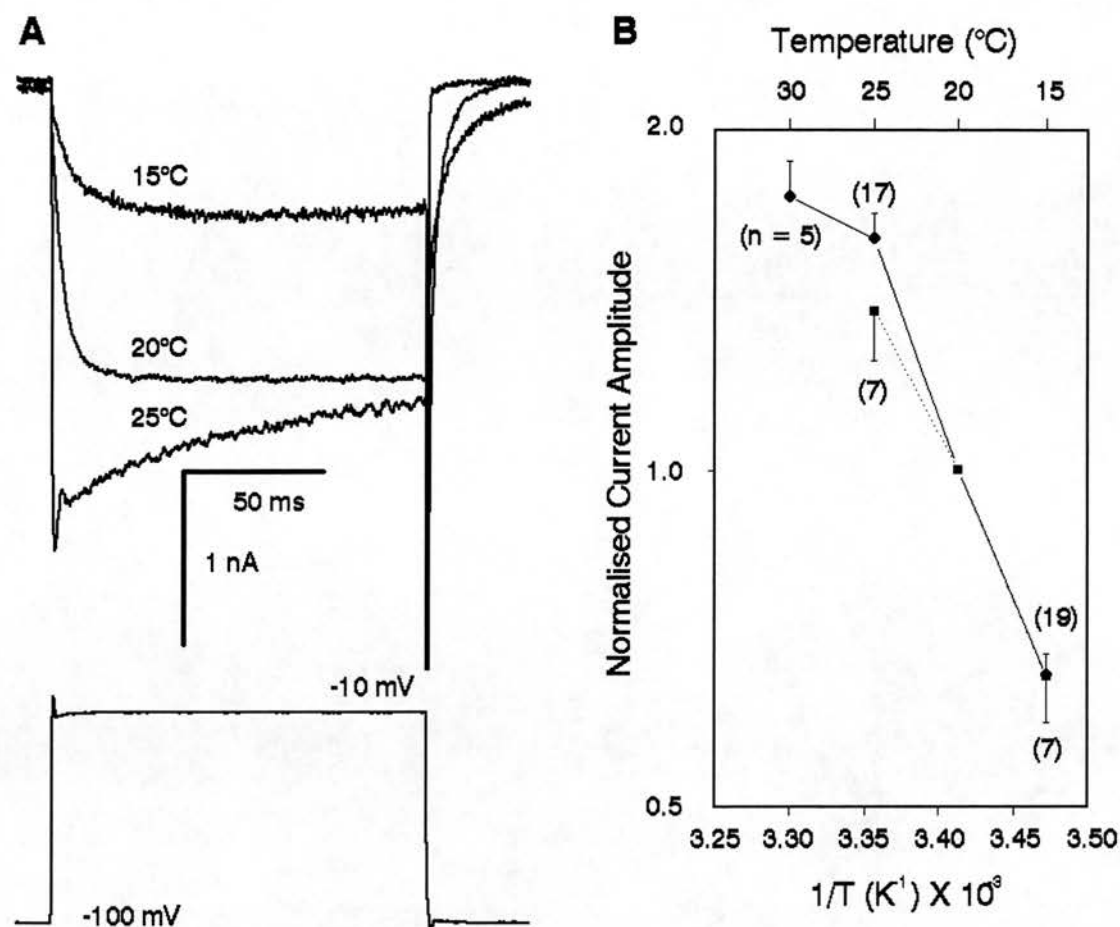 A
15°C
20°C
25°C
50 ms
1 nA
-10 mV
-100 mV
B
Temperature (°C)
30 25 20 15
2.0
(17)
(n = 5)
(7)
1.0
(19)
(7)
0.5
Normalised Current Amplitude
3.25 3.30 3.35 3.40 3.45 3.50
1/T (K⁻¹) X 10³